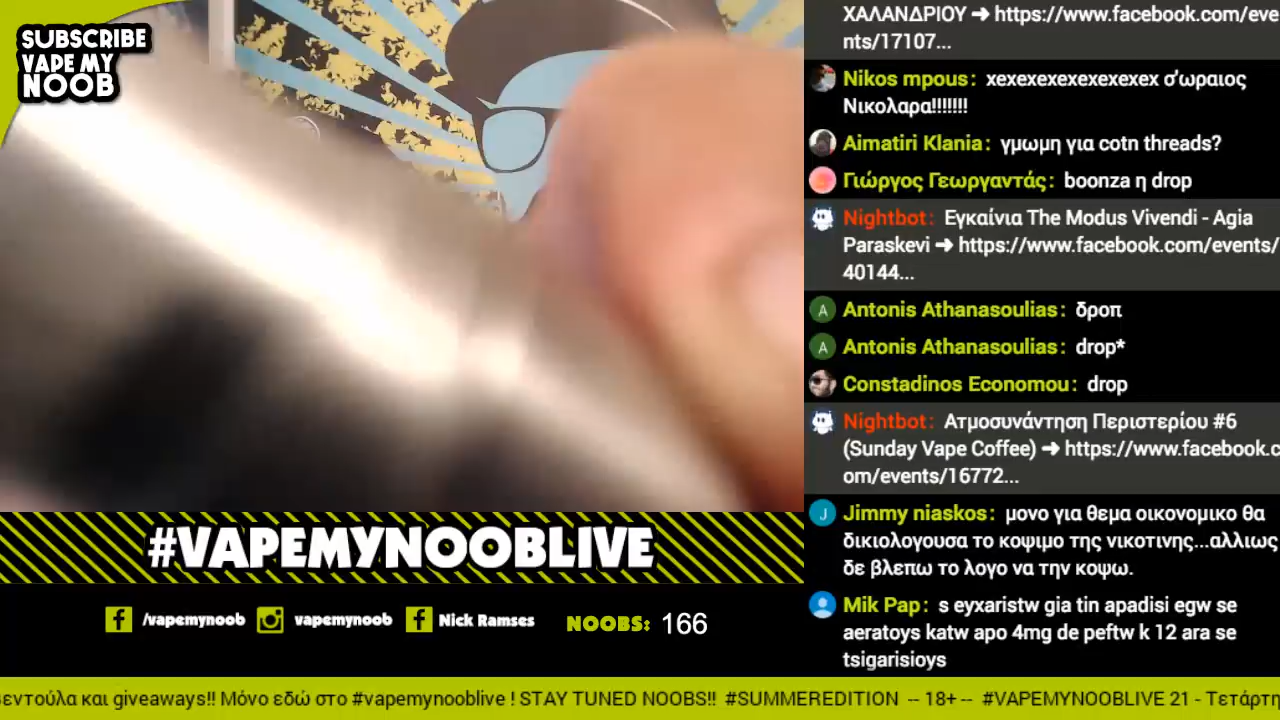 SUBSCRIBE
VAPE MY
NOOB
ΧΑΛΑΝΔΡΙΟΥ ➜ https://www.facebook.com/eve
nts/17107...
Nikos mpous: xexexexexexexexex σ'ωραιος
Νικολαρα!!!!!!!
Aimatiri Klania: γμωμη για cotn threads?
Γιώργος Γεωργαντάς: boonza η drop
Nightbot: Εγκαίνια The Modus Vivendi - Agia
Paraskevi ➜ https://www.facebook.com/events/
40144...
Antonis Athanasoulias: δροπ
Antonis Athanasoulias: drop*
Constadinos Economou: drop
Nightbot: Ατμοσυνάντηση Περιστερίου #6
(Sunday Vape Coffee) ➜ https://www.facebook.c
om/events/16772...
Jimmy niaskos: μονο για θεμα οικονομικο θα
δικιολογουσα το κοψιμο της νικοτινης...αλλιως
δε βλεπω το λογο να την κοψω.
Mik Pap: s eyxaristw gia tin apadisi egw se
aeratoys katw apo 4mg de peftw k 12 ara se
tsigarisioys
#VAPEMYNOOBLIVE
/vapemynoob vapemynoob Nick Ramses NOOBS: 166
εντούλα και giveaways!! Μόνο εδώ στο #vapemynooblive ! STAY TUNED NOOBS!! #SUMMEREDITION -- 18+ -- #VAPEMYNOOBLIVE 21 - Τετάρτη